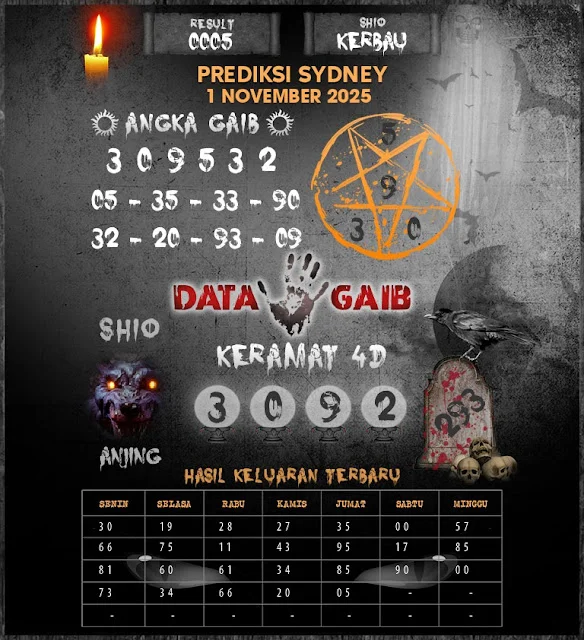 RESULT
0005
SHIO
KERBAU
PREDIKSI SYDNEY
1 NOVEMBER 2025
ANGKA GAIB
3 0 9 5 3 2
05 - 35 - 33 - 90
32 - 20 - 93 - 09
5
9
3 0
DATA GAIB
SHIO
ANJING
KERAMAT 4D
3 0 9 2
293
HASIL KELUARAN TERBARU
SENIN SELASA RABU KAMIS JUMAT SABTU MINGGU
30 19 28 27 35 00 57
66 75 11 43 95 17 85
81 60 61 34 85 90 00
73 34 66 20 05 - -
- - - - - - -